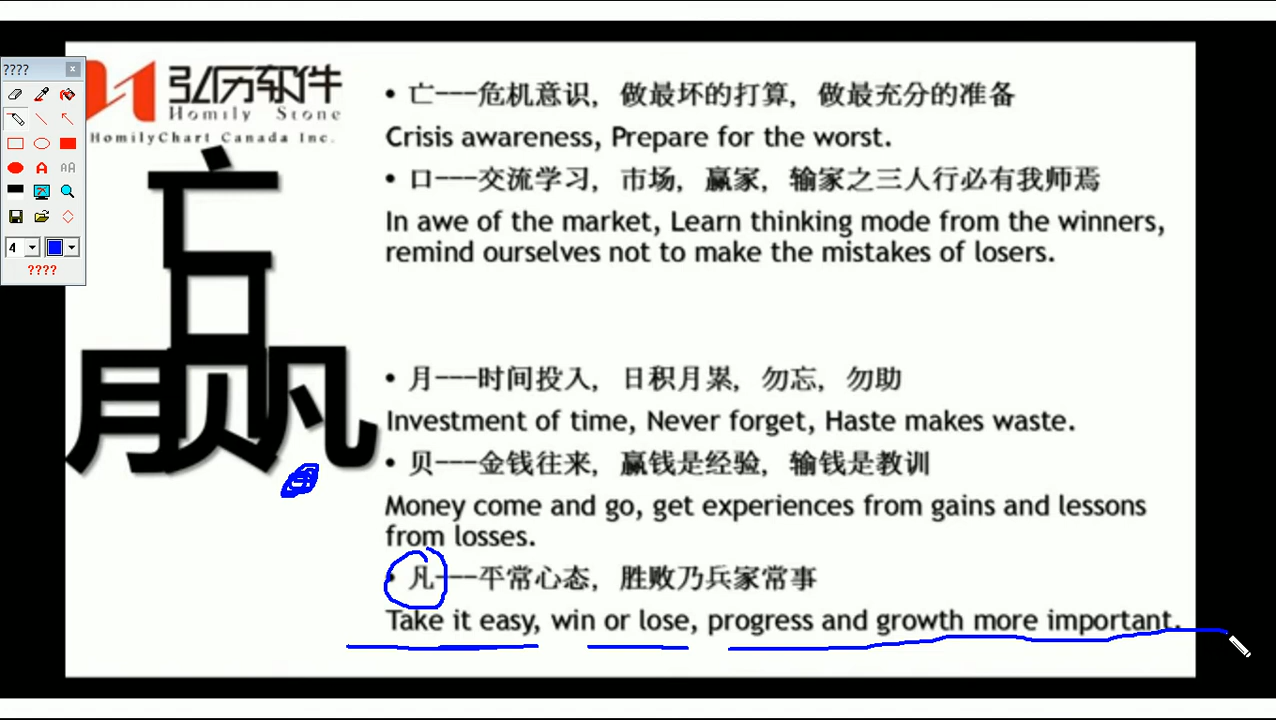 ????
弘历软件
Homily Stone
HomilyChart Canada Inc.
A AA
4
????
亡
口
月贝凡
• 亡---危机意识，做最坏的打算，做最充分的准备
Crisis awareness, Prepare for the worst.
• 口---交流学习，市场，赢家，输家之三人行必有我师焉
In awe of the market, Learn thinking mode from the winners,
remind ourselves not to make the mistakes of losers.
• 月---时间投入，日积月累，勿忘，勿助
Investment of time, Never forget, Haste makes waste.
• 贝---金钱往来，赢钱是经验，输钱是教训
Money come and go, get experiences from gains and lessons
from losses.
• 凡---平常心态，胜败乃兵家常事
Take it easy, win or lose, progress and growth more important.